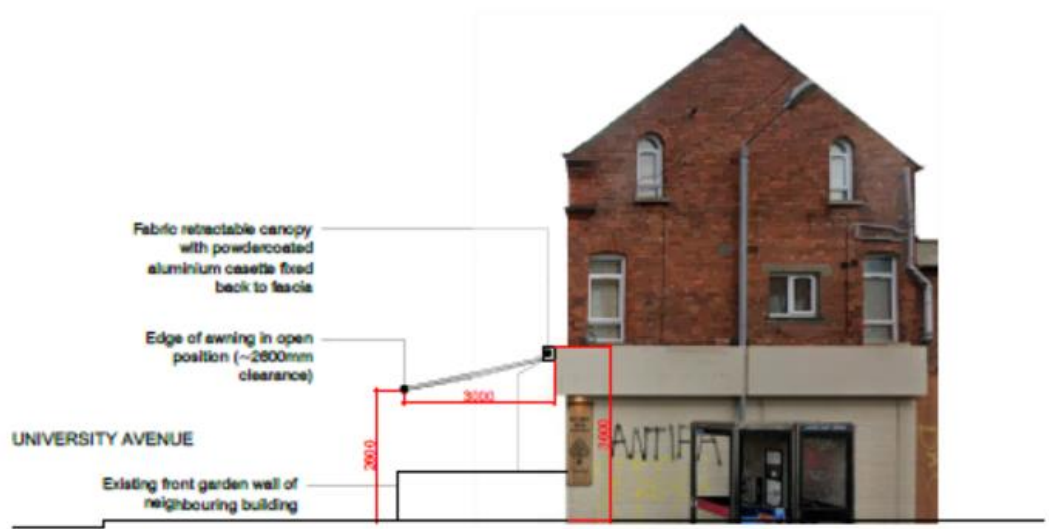 Fabric retractable canopy
with powdercoated
aluminium casette fixed
back to fascia
Edge of awning in open
position (~2600mm
clearance)
3000
UNIVERSITY AVENUE
2600
3600
ANTIFA
Existing front garden wall of
neighbouring building